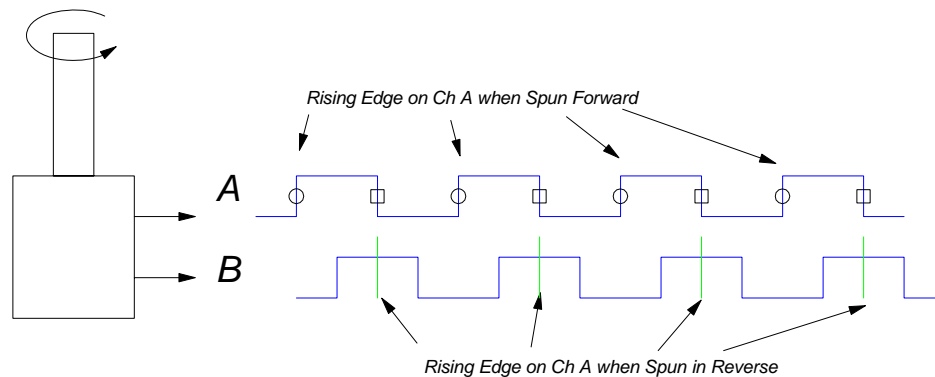 Rising Edge on Ch A when Spun Forward
A
B
Rising Edge on Ch A when Spun in Reverse